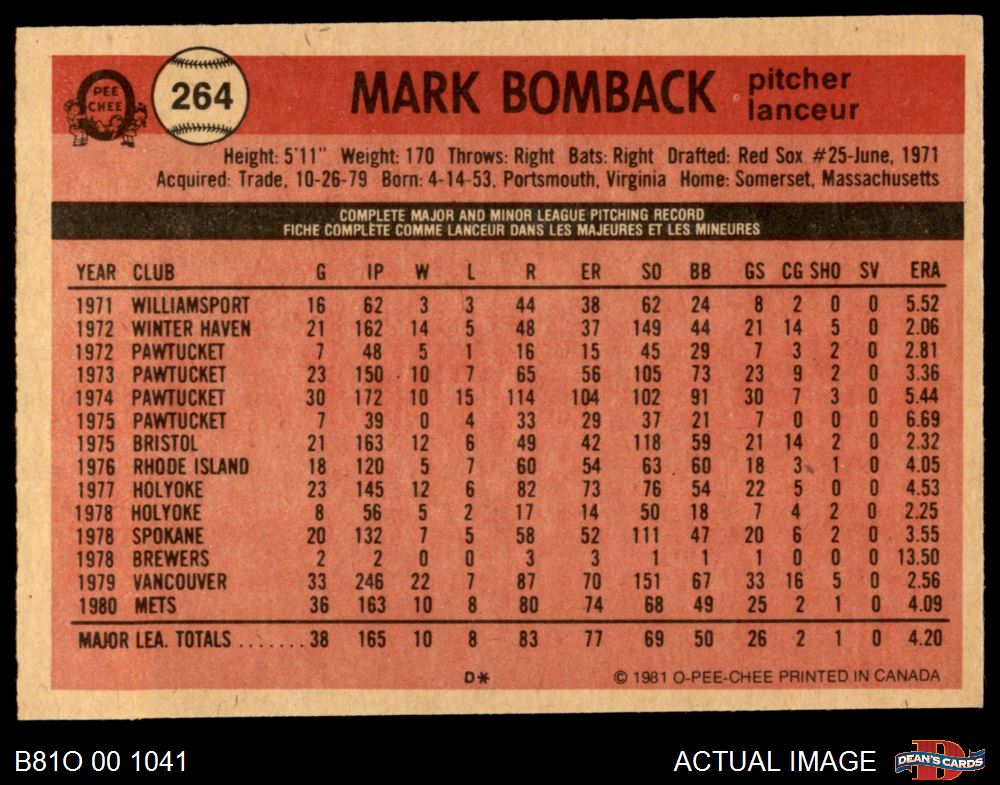 PEE CHEE 264 MARK BOMBACK pitcher
lanceur
Height: 5'11" Weight: 170 Throws: Right Bats: Right Drafted: Red Sox #25-June, 1971
Acquired: Trade, 10-26-79 Born: 4-14-53, Portsmouth, Virginia Home: Somerset, Massachusetts
COMPLETE MAJOR AND MINOR LEAGUE PITCHING RECORD
FICHE COMPLÈTE COMME LANCEUR DANS LES MAJEURES ET LES MINEURES
YEAR CLUB G IP W L R ER SO BB GS CG SHO SV ERA
1971 WILLIAMSPORT 16 62 3 3 44 38 62 24 8 2 0 0 5.52
1972 WINTER HAVEN 21 162 14 5 48 37 149 44 21 14 5 0 2.06
1972 PAWTUCKET 7 48 5 1 16 15 45 29 7 3 2 0 2.81
1973 PAWTUCKET 23 150 10 7 65 56 105 73 23 9 2 0 3.36
1974 PAWTUCKET 30 172 10 15 114 104 102 91 30 7 3 0 5.44
1975 PAWTUCKET 7 39 0 4 33 29 37 21 7 0 0 0 6.69
1975 BRISTOL 21 163 12 6 49 42 118 59 21 14 2 0 2.32
1976 RHODE ISLAND 18 120 5 7 60 54 63 60 18 3 1 0 4.05
1977 HOLYOKE 23 145 12 6 82 73 76 54 22 5 0 0 4.53
1978 HOLYOKE 8 56 5 2 17 14 50 18 7 4 2 0 2.25
1978 SPOKANE 20 132 7 5 58 52 111 47 20 6 2 0 3.55
1978 BREWERS 2 2 0 0 3 3 1 1 1 0 0 0 13.50
1979 VANCOUVER 33 246 22 7 87 70 151 67 33 16 5 0 2.56
1980 METS 36 163 10 8 80 74 68 49 25 2 1 0 4.09
MAJOR LEA. TOTALS ....... 38 165 10 8 83 77 69 50 26 2 1 0 4.20
D* © 1981 O-PEE-CHEE PRINTED IN CANADA
B81O 00 1041 ACTUAL IMAGE DEAN'S CARDS